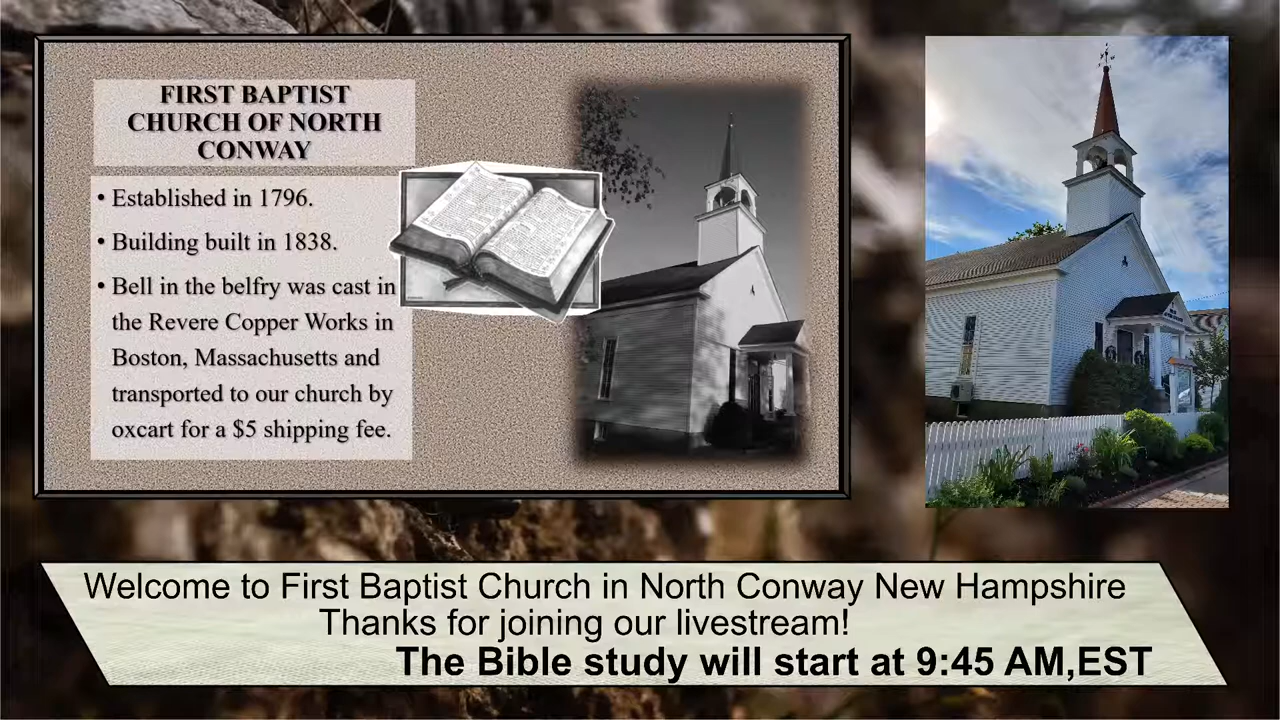 FIRST BAPTIST
CHURCH OF NORTH
CONWAY
• Established in 1796.
• Building built in 1838.
• Bell in the belfry was cast in
the Revere Copper Works in
Boston, Massachusetts and
transported to our church by
oxcart for a $5 shipping fee.
Welcome to First Baptist Church in North Conway New Hampshire
Thanks for joining our livestream!
The Bible study will start at 9:45 AM,EST